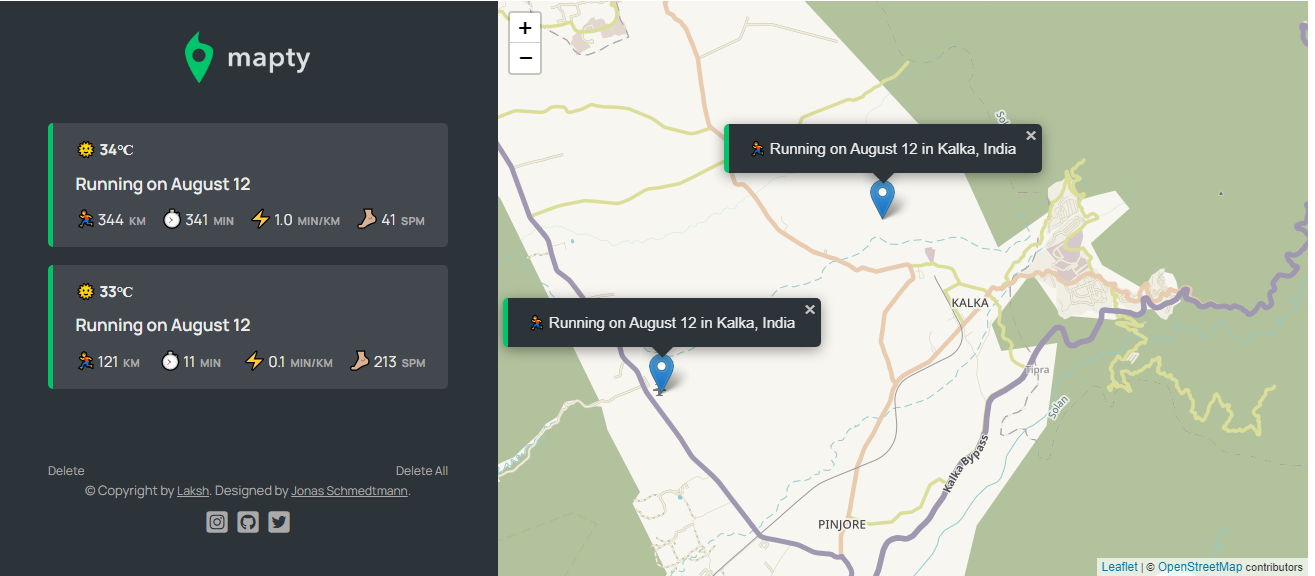 mapty
34°C
Running on August 12
344 KM 341 MIN 1.0 MIN/KM 41 SPM
33°C
Running on August 12
121 KM 11 MIN 0.1 MIN/KM 213 SPM
Delete Delete All
© Copyright by Laksh. Designed by Jonas Schmedtmann.
+
−
Running on August 12 in Kalka, India ×
Running on August 12 in Kalka, India ×
KALKA
Tipra
Solan
Kalka Bypass
PINJORE
Leaflet | © OpenStreetMap contributors